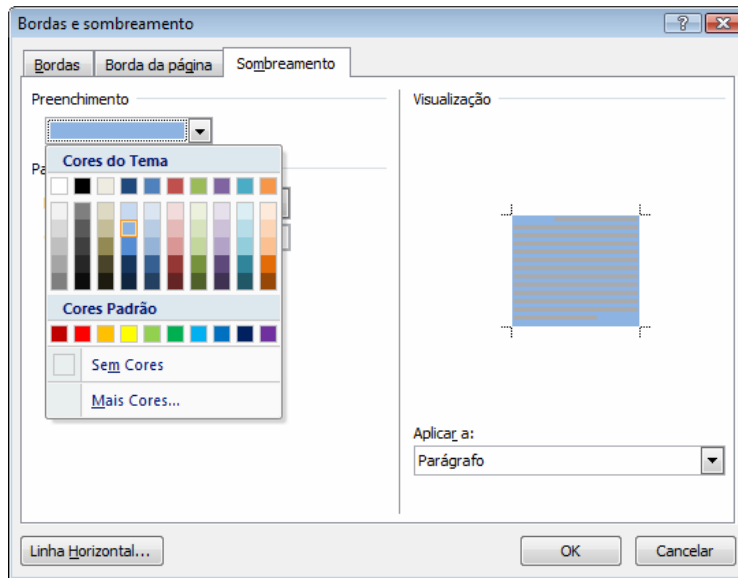 Bordas e sombreamento
Bordas
Borda da página
Sombreamento
Preenchimento
Visualização
Cores do Tema
Cores Padrão
Sem Cores
Mais Cores...
Aplicar a:
Parágrafo
Linha Horizontal...
OK
Cancelar